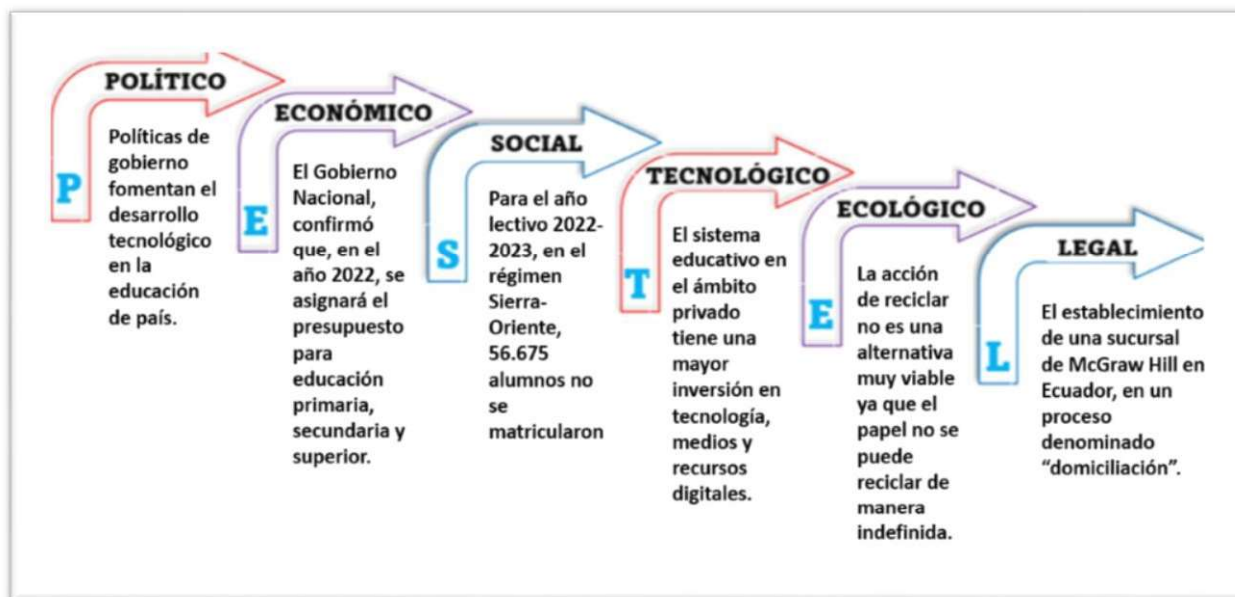 POLÍTICO
P
Políticas de
gobierno
fomentan el
desarrollo
tecnológico
en la
educación
de país.
ECONÓMICO
E
El Gobierno
Nacional,
confirmó
que, en el
año 2022, se
asignará el
presupuesto
para
educación
primaria,
secundaria y
superior.
SOCIAL
S
Para el año
lectivo 2022-
2023, en el
régimen
Sierra-
Oriente,
56.675
alumnos no
se
matricularon
TECNOLÓGICO
T
El sistema
educativo en
el ámbito
privado
tiene una
mayor
inversión en
tecnología,
medios y
recursos
digitales.
ECOLÓGICO
E
La acción
de reciclar
no es una
alternativa
muy viable
ya que el
papel no se
puede
reciclar de
manera
indefinida.
LEGAL
L
El establecimiento
de una sucursal
de McGraw Hill en
Ecuador, en un
proceso
denominado
“domiciliación”.